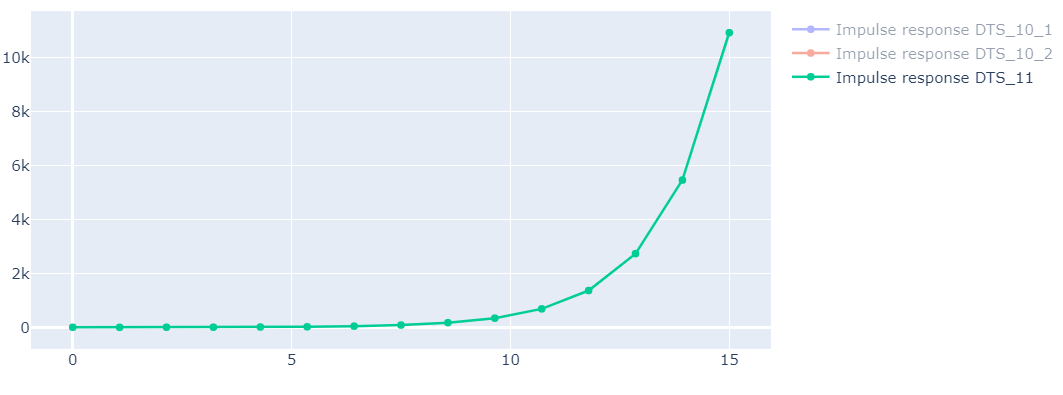 Impulse response DTS_10_1
Impulse response DTS_10_2
Impulse response DTS_11
10k
8k
6k
4k
2k
0
0 5 10 15